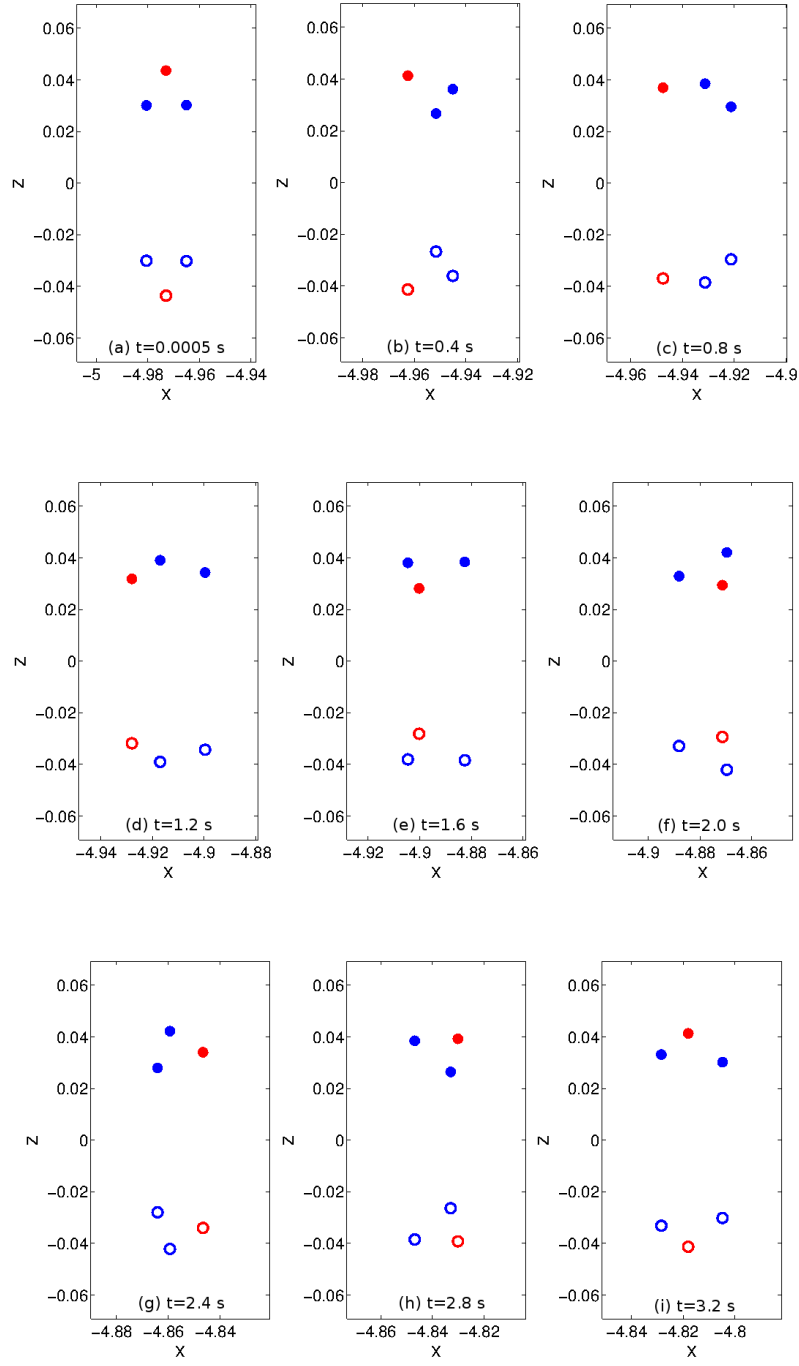 0.06
0.04
0.02
0
−0.02
−0.04
−0.06
Z
(a) t=0.0005 s
−5 −4.98 −4.96 −4.94
X
0.06
0.04
0.02
0
−0.02
−0.04
−0.06
Z
(b) t=0.4 s
−4.98 −4.96 −4.94 −4.92
X
0.06
0.04
0.02
0
−0.02
−0.04
−0.06
Z
(c) t=0.8 s
−4.96 −4.94 −4.92 −4.9
X
0.06
0.04
0.02
0
−0.02
−0.04
−0.06
Z
(d) t=1.2 s
−4.94 −4.92 −4.9 −4.88
X
0.06
0.04
0.02
0
−0.02
−0.04
−0.06
Z
(e) t=1.6 s
−4.92 −4.9 −4.88 −4.86
X
0.06
0.04
0.02
0
−0.02
−0.04
−0.06
Z
(f) t=2.0 s
−4.9 −4.88 −4.86
X
0.06
0.04
0.02
0
−0.02
−0.04
−0.06
Z
(g) t=2.4 s
−4.88 −4.86 −4.84
X
0.06
0.04
0.02
0
−0.02
−0.04
−0.06
Z
(h) t=2.8 s
−4.86 −4.84 −4.82
X
0.06
0.04
0.02
0
−0.02
−0.04
−0.06
Z
(i) t=3.2 s
−4.84 −4.82 −4.8
X